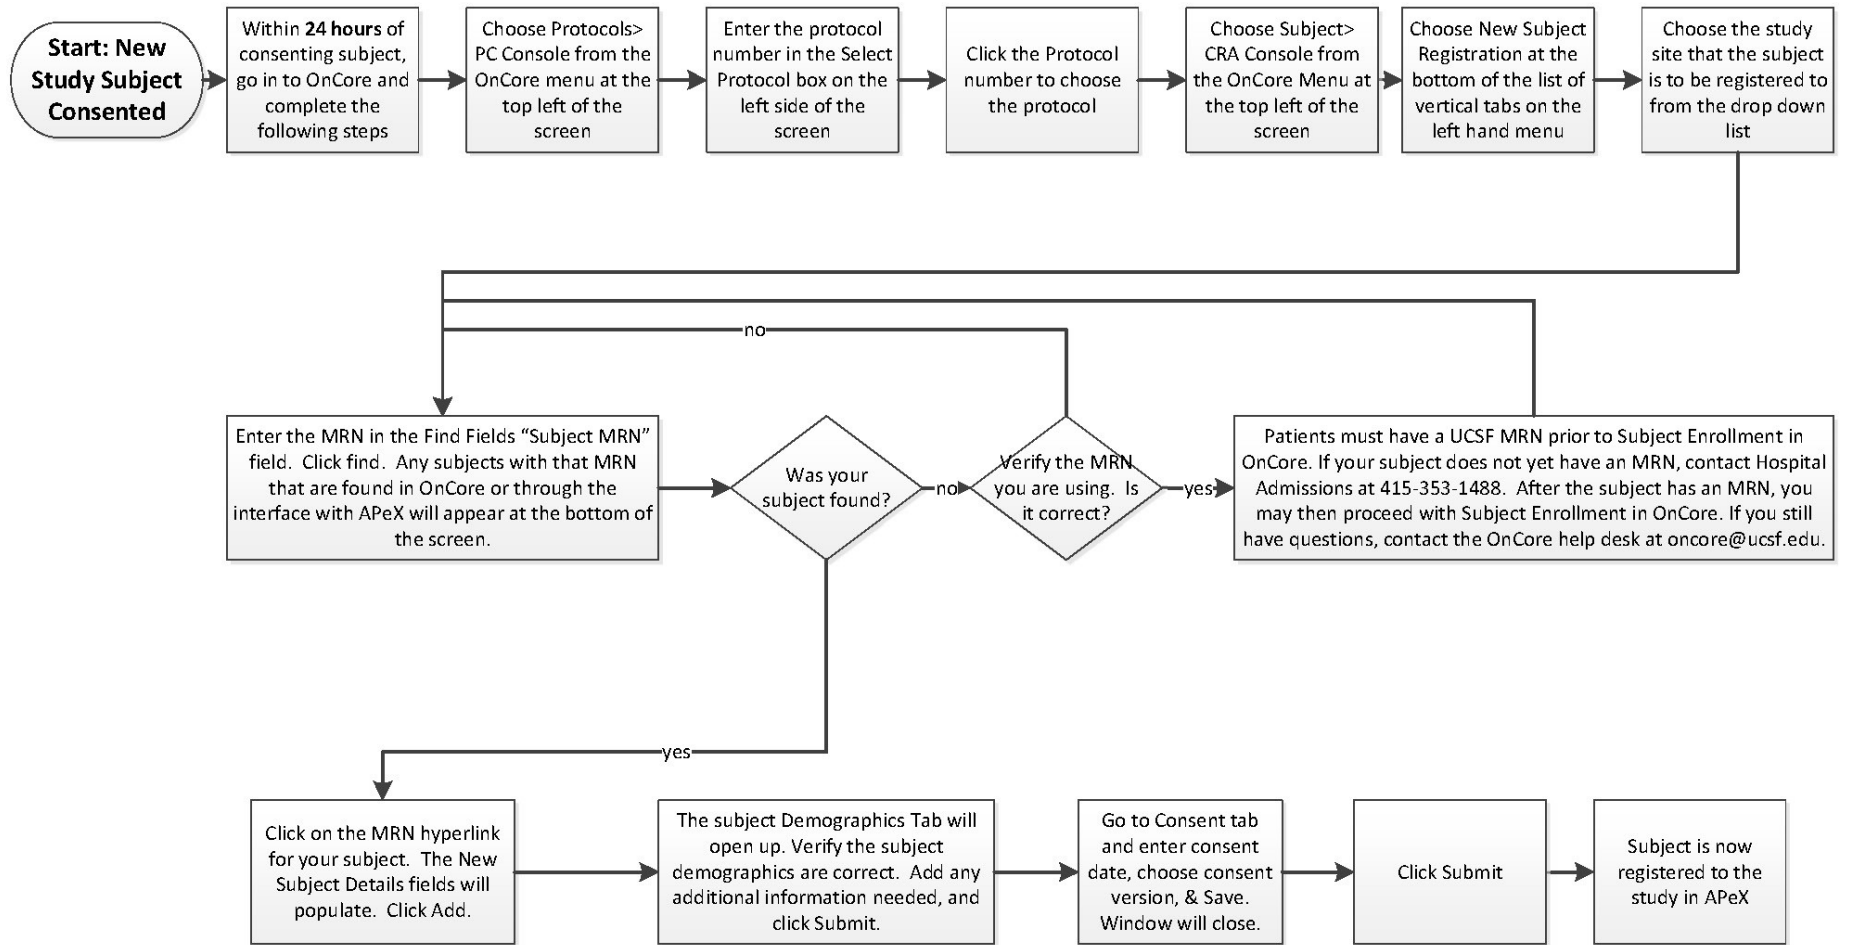 Start: New
Study Subject
Consented
Within 24 hours of
consenting subject,
go in to OnCore and
complete the
following steps
Choose Protocols>
PC Console from the
OnCore menu at the
top left of the
screen
Enter the protocol
number in the Select
Protocol box on the
left side of the
screen
Click the Protocol
number to choose
the protocol
Choose Subject>
CRA Console from
the OnCore Menu at
the top left of the
screen
Choose New Subject
Registration at the
bottom of the list of
vertical tabs on the
left hand menu
Choose the study
site that the subject
is to be registered to
from the drop down
list
no
Enter the MRN in the Find Fields “Subject MRN”
field.  Click find.  Any subjects with that MRN
that are found in OnCore or through the
interface with APeX will appear at the bottom of
the screen.
Was your
subject found?
no
Verify the MRN
you are using.  Is
it correct?
yes
Patients must have a UCSF MRN prior to Subject Enrollment in
OnCore. If your subject does not yet have an MRN, contact Hospital
Admissions at 415-353-1488.  After the subject has an MRN, you
may then proceed with Subject Enrollment in OnCore. If you still
have questions, contact the OnCore help desk at oncore@ucsf.edu.
yes
Click on the MRN hyperlink
for your subject.  The New
Subject Details fields will
populate.  Click Add.
The subject Demographics Tab will
open up. Verify the subject
demographics are correct.  Add any
additional information needed, and
click Submit.
Go to Consent tab
and enter consent
date, choose consent
version, & Save.
Window will close.
Click Submit
Subject is now
registered to the
study in APeX